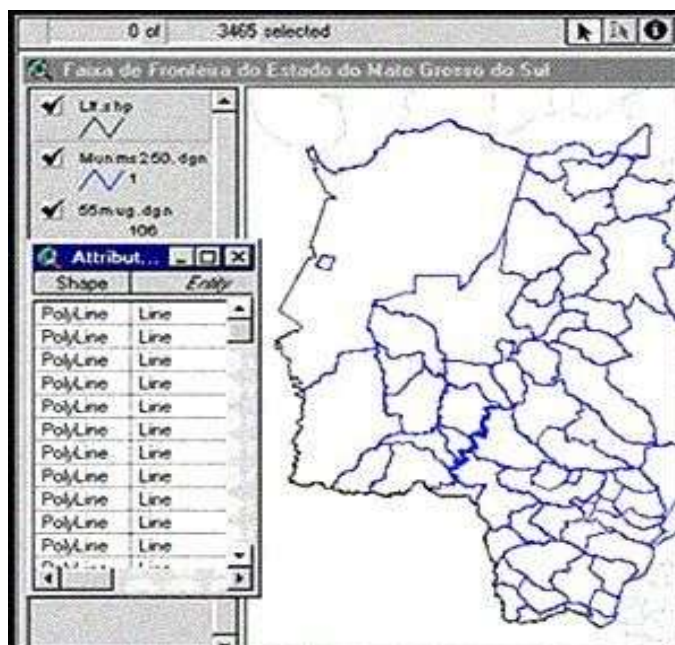 0 of 3465 selected
Faixa de Fronteira do Estado do Mato Grosso do Sul
Munms250.dgn
1
55mug.dgn
106
Attribut...
Shape Entity
PolyLine Line
PolyLine Line
PolyLine Line
PolyLine Line
PolyLine Line
PolyLine Line
PolyLine Line
PolyLine Line
PolyLine Line
PolyLine Line
PolyLine Line